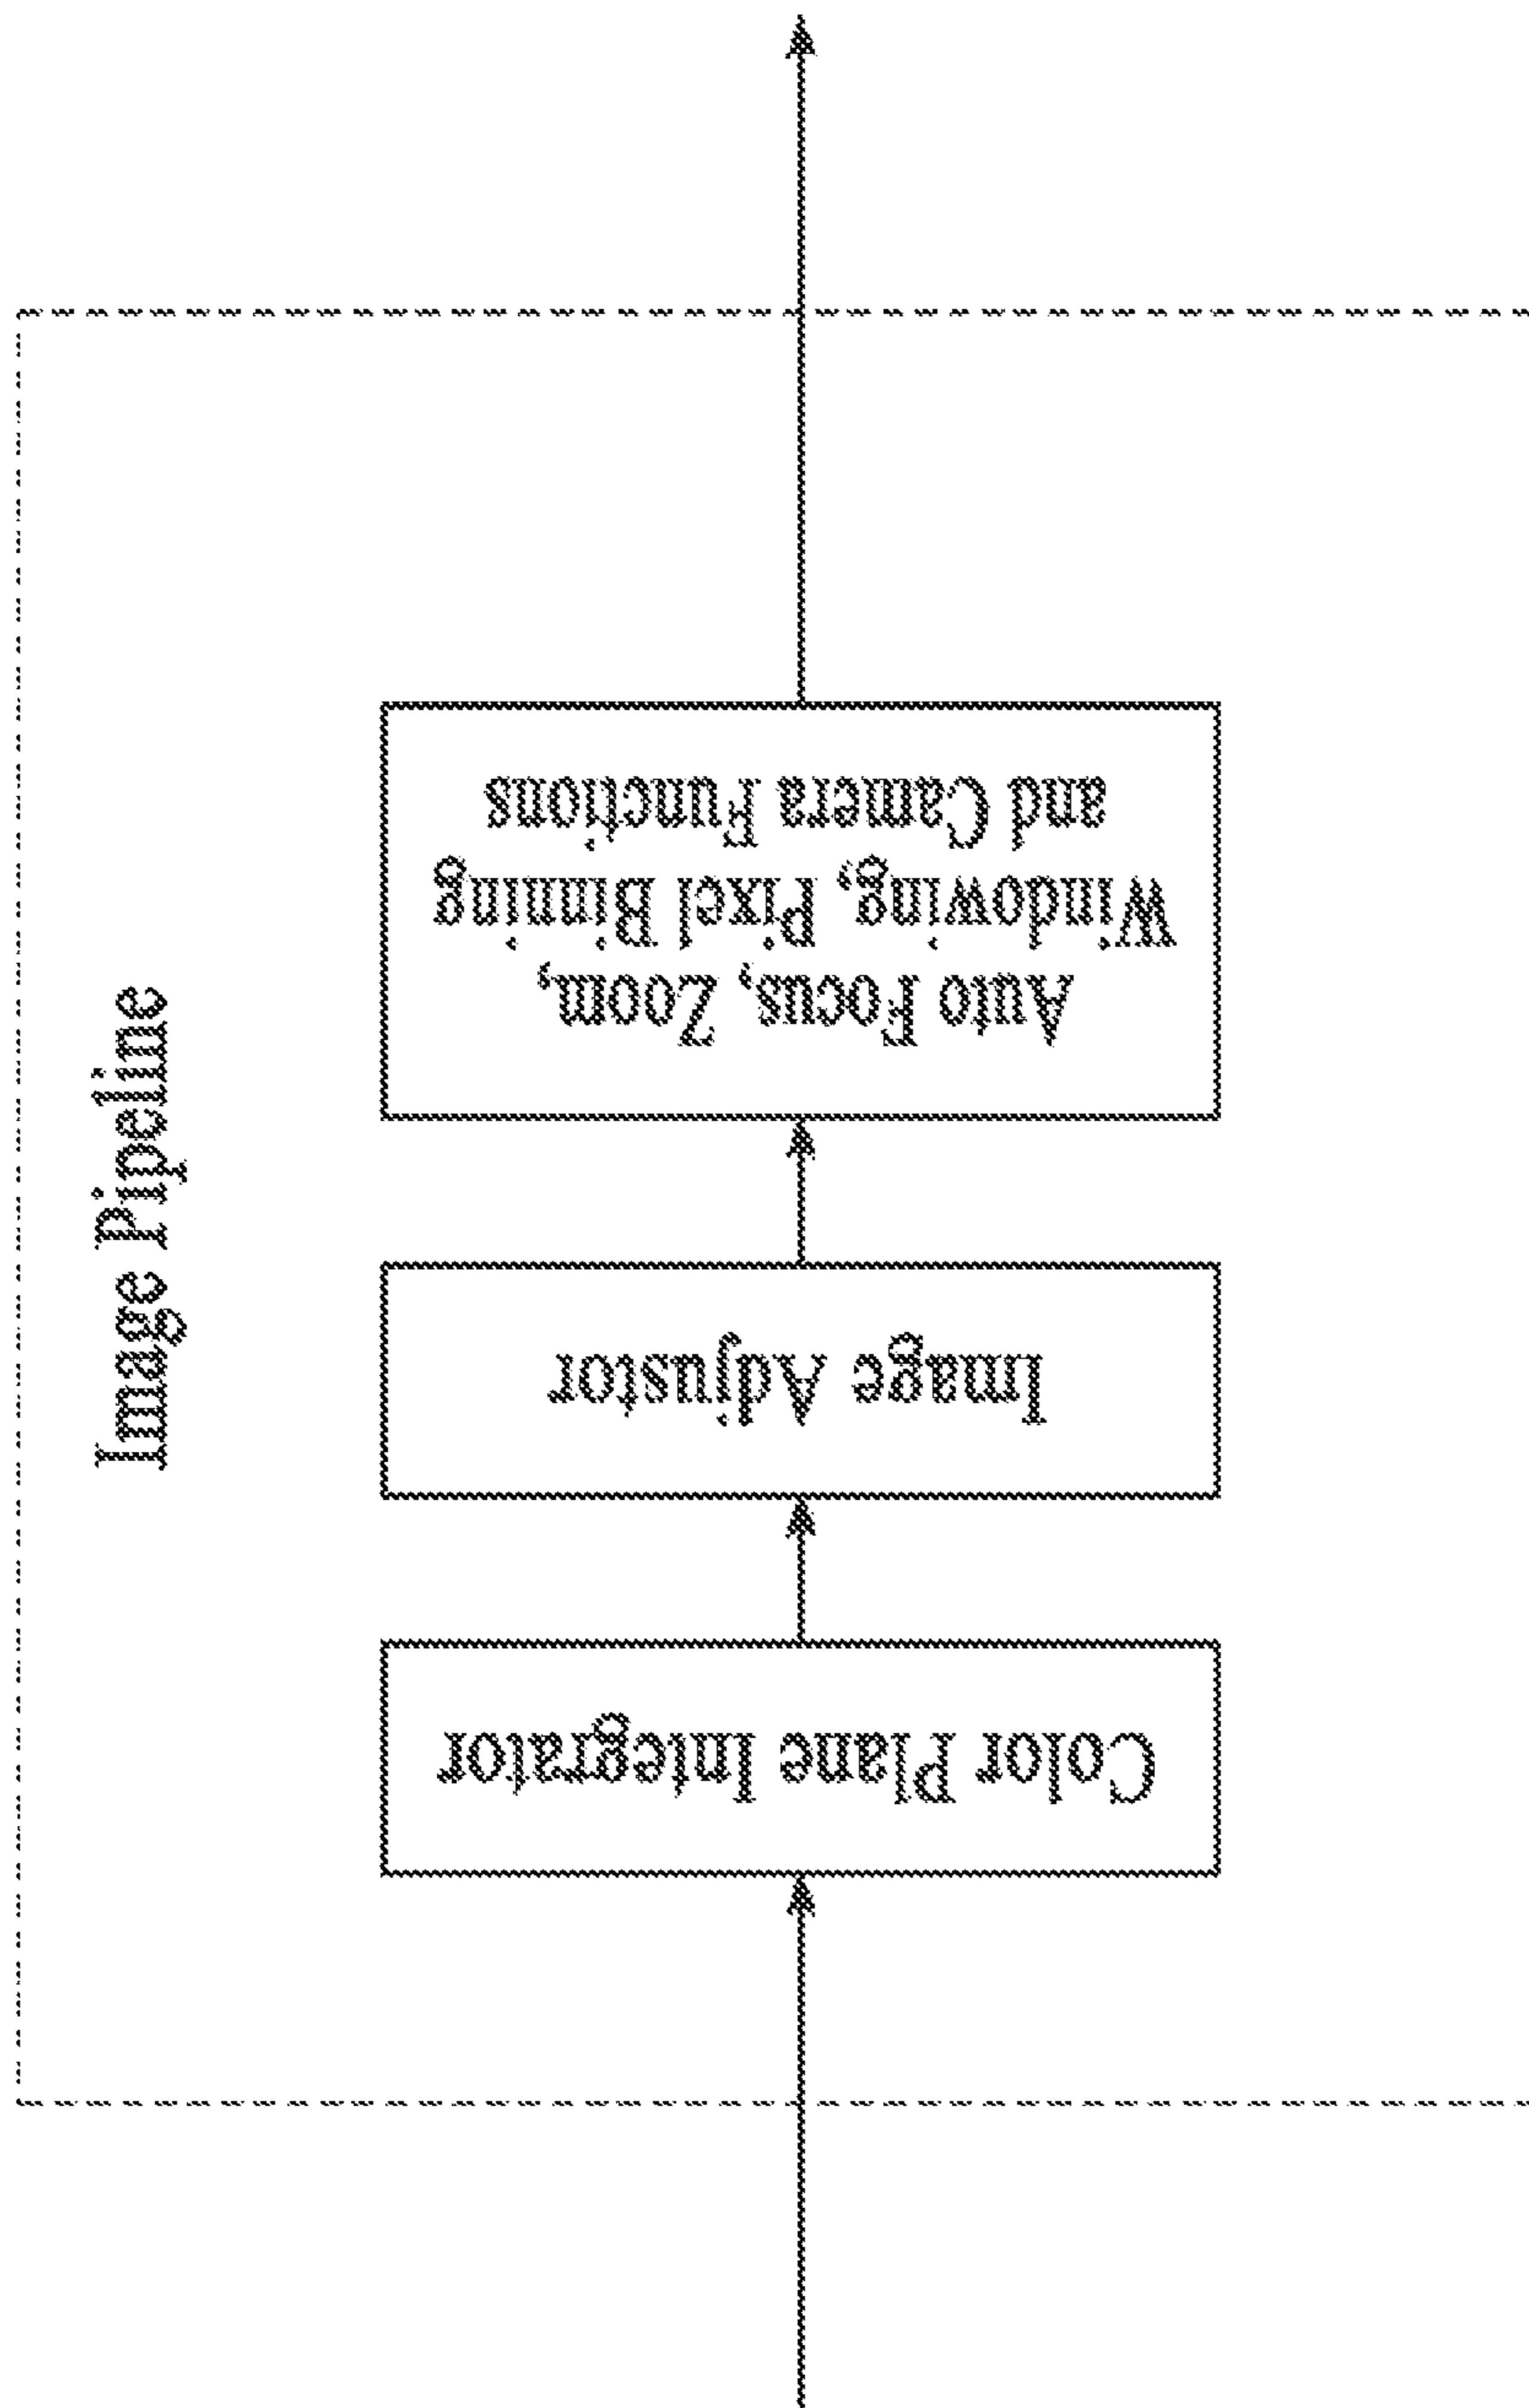 Image Pipeline
Color Plane Integrator
Image Adjustor
Auto Focus, Zoom,
Windowing, Pixel Binning
and Camera Functions